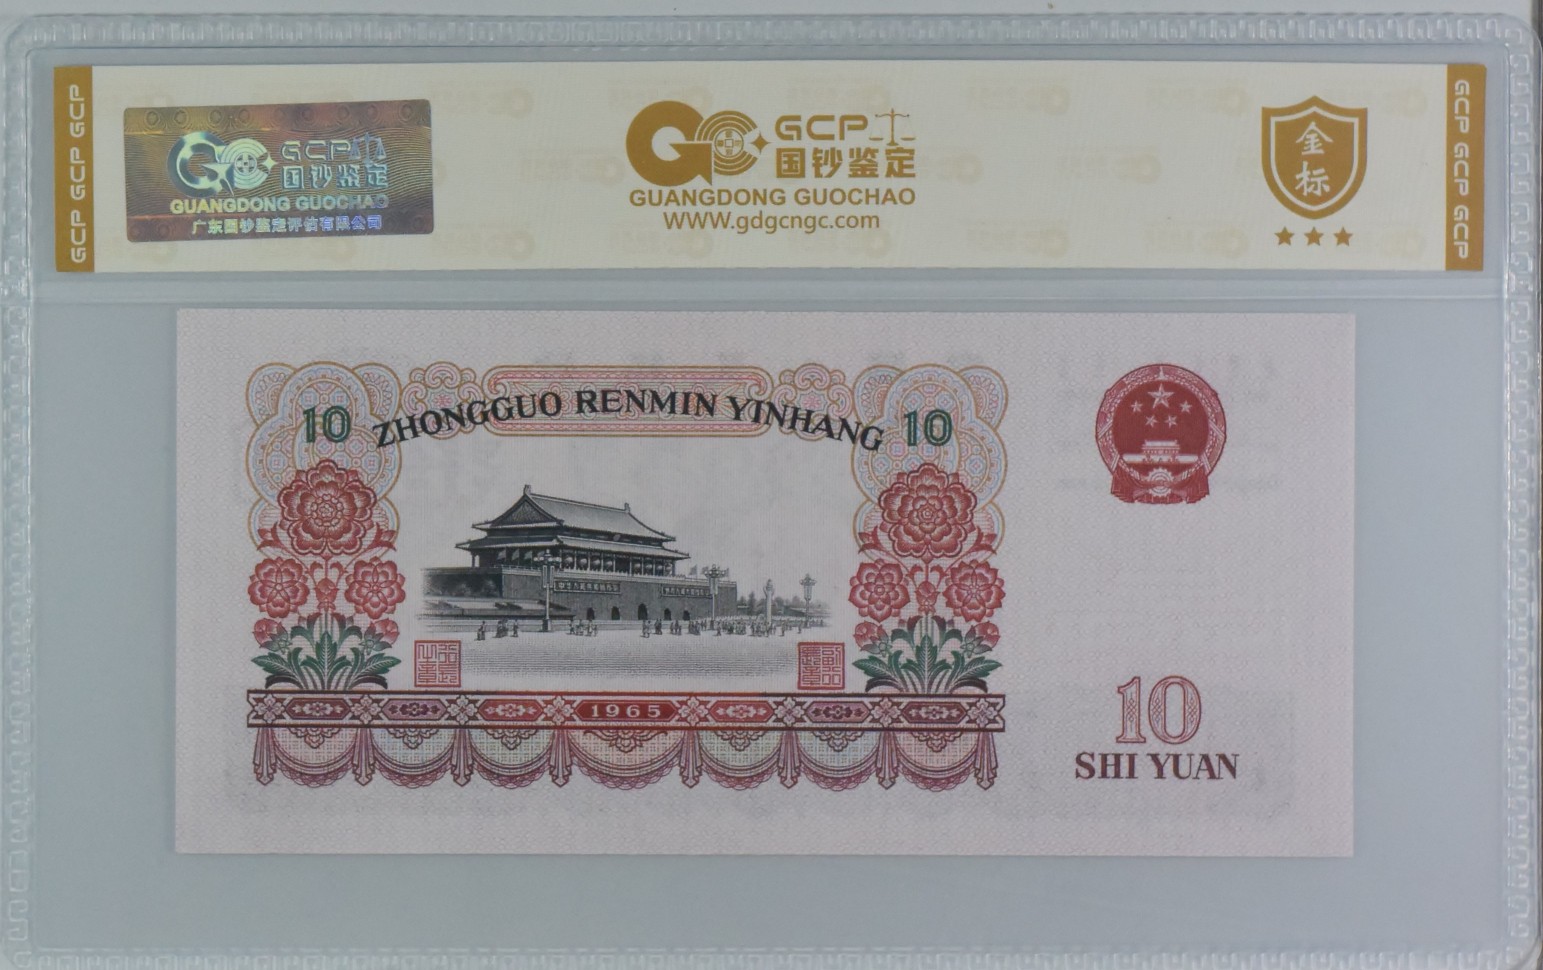 GCP GCP GCP
GCP
国钞鉴定
GUANGDONG GUOCHAO
广东国钞鉴定评估有限公司
GCP
国钞鉴定
GUANGDONG GUOCHAO
WWW.gdgcngc.com
金
标
GCP GCP GCP
10 ZHONGGUO RENMIN YINHANG 10
1965
10
SHI YUAN